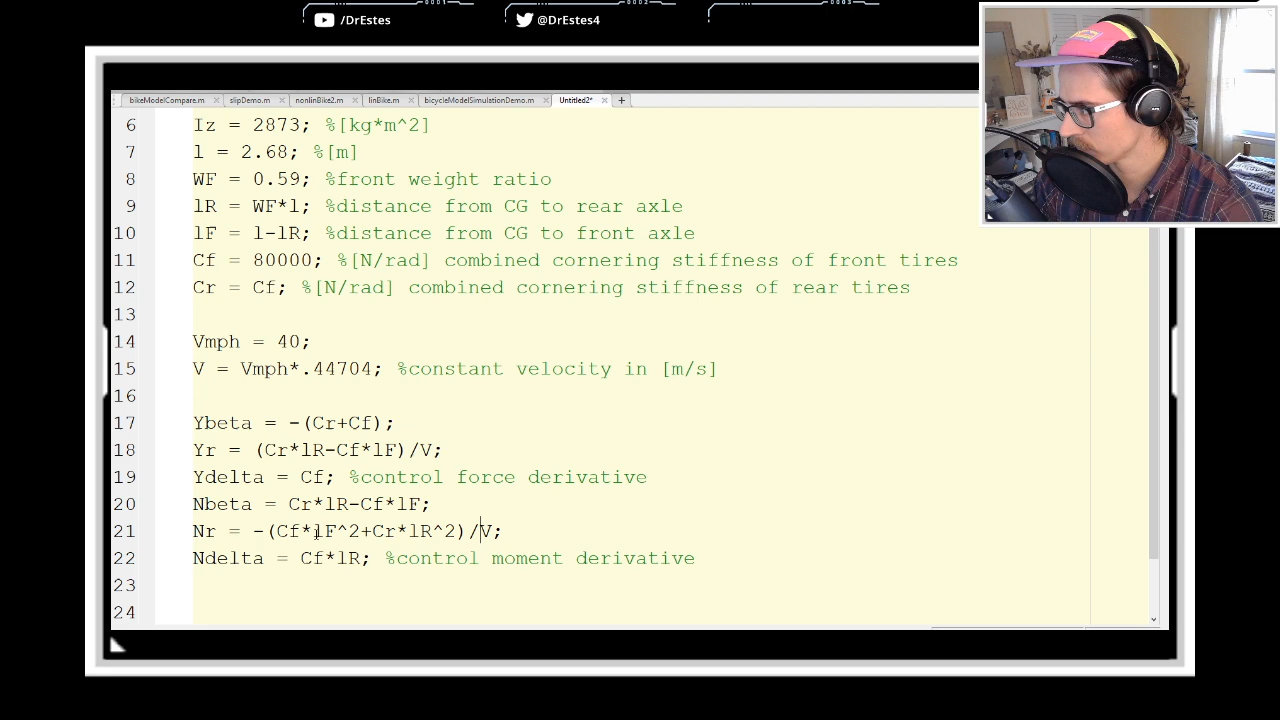 0001 0002 0003
/DrEstes @DrEstes4
bikeModelCompare.m slipDemo.m nonlinBike2.m linBike.m bicycleModelSimulationDemo.m Untitled2*
6 Iz = 2873; %[kg*m^2]
7 l = 2.68; %[m]
8 WF = 0.59; %front weight ratio
9 lR = WF*l; %distance from CG to rear axle
10 lF = l-lR; %distance from CG to front axle
11 Cf = 80000; %[N/rad] combined cornering stiffness of front tires
12 Cr = Cf; %[N/rad] combined cornering stiffness of rear tires
13
14 Vmph = 40;
15 V = Vmph*.44704; %constant velocity in [m/s]
16
17 Ybeta = -(Cr+Cf);
18 Yr = (Cr*lR-Cf*lF)/V;
19 Ydelta = Cf; %control force derivative
20 Nbeta = Cr*lR-Cf*lF;
21 Nr = -(Cf*lF^2+Cr*lR^2)/V;
22 Ndelta = Cf*lR; %control moment derivative
23
24